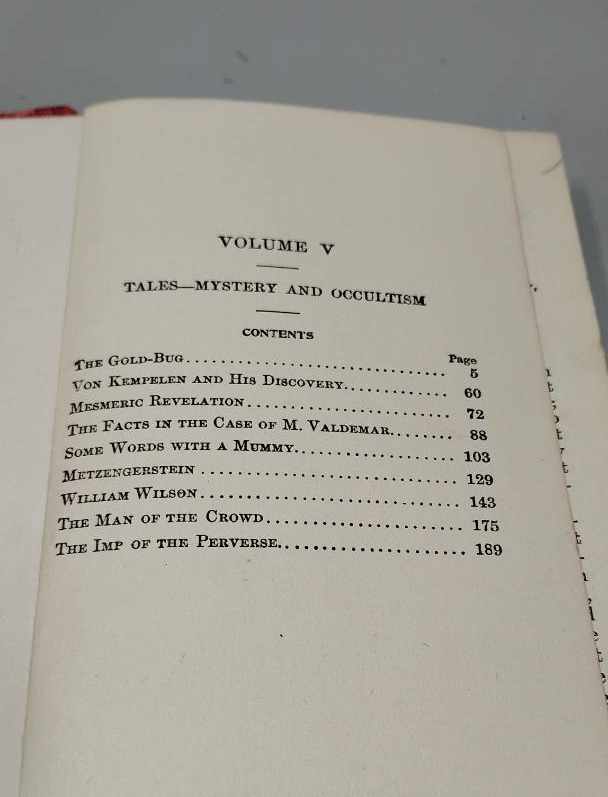 VOLUME V
TALES—MYSTERY AND OCCULTISM
CONTENTS
Page
THE GOLD-BUG.............................. 5
VON KEMPELEN AND HIS DISCOVERY............ 60
MESMERIC REVELATION........................ 72
THE FACTS IN THE CASE OF M. VALDEMAR........ 88
SOME WORDS WITH A MUMMY.................. 103
METZENGERSTEIN ............................ 129
WILLIAM WILSON............................ 143
THE MAN OF THE CROWD...................... 175
THE IMP OF THE PERVERSE.................... 189